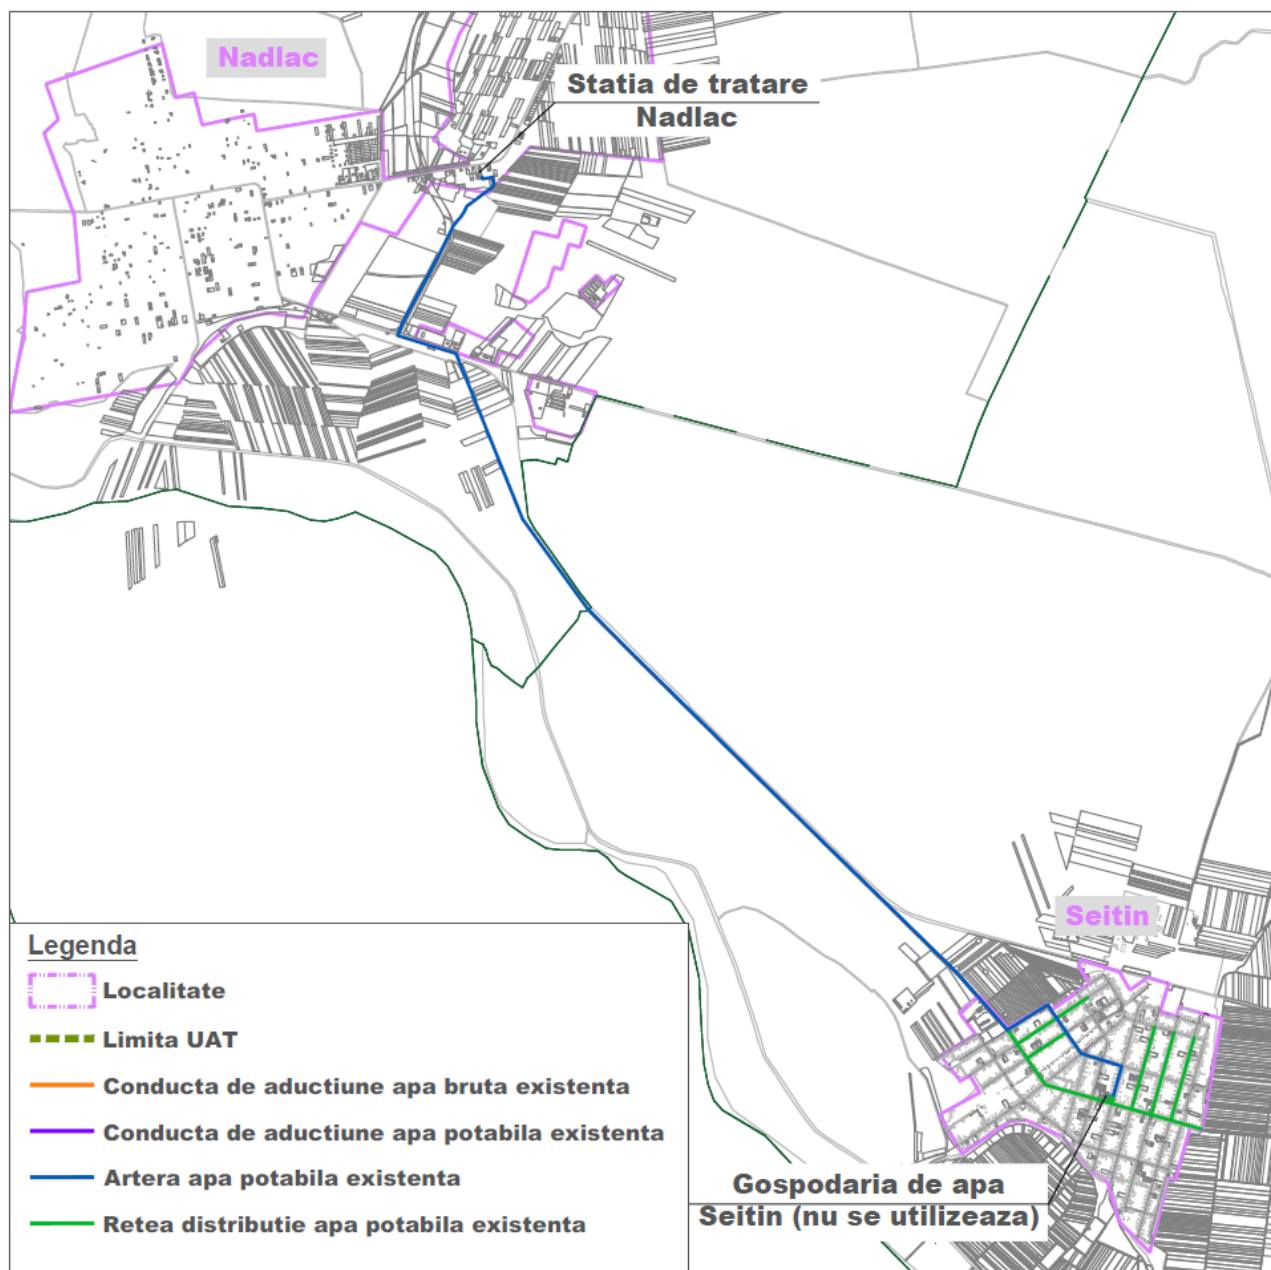 Nadlac
Statia de tratare
Nadlac
Seitin
Legenda
Localitate
Limita UAT
Conducta de aductiune apa bruta existenta
Conducta de aductiune apa potabila existenta
Artera apa potabila existenta
Retea distributie apa potabila existenta
Gospodaria de apa
Seitin (nu se utilizeaza)